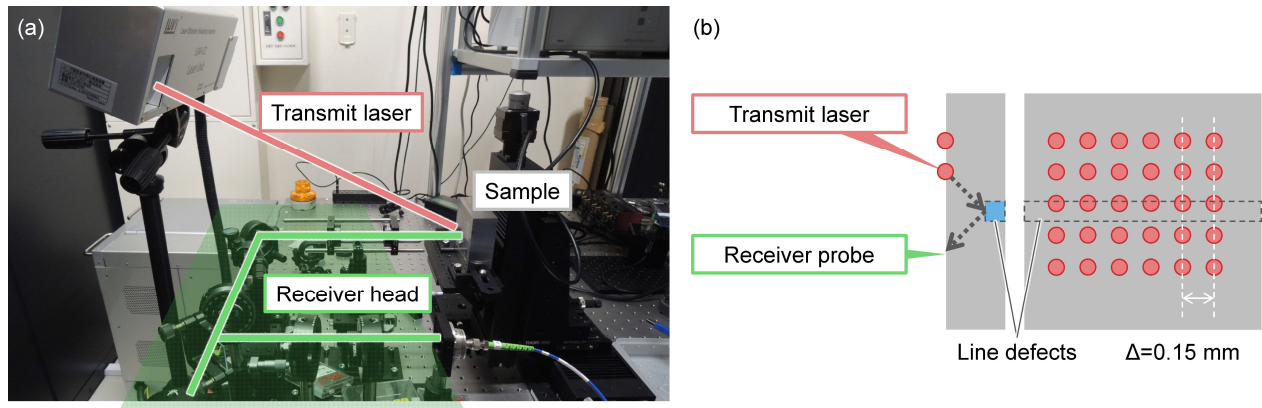 (a)
Transmit laser
Sample
Receiver head
(b)
Transmit laser
Receiver probe
Line defects
Δ=0.15 mm